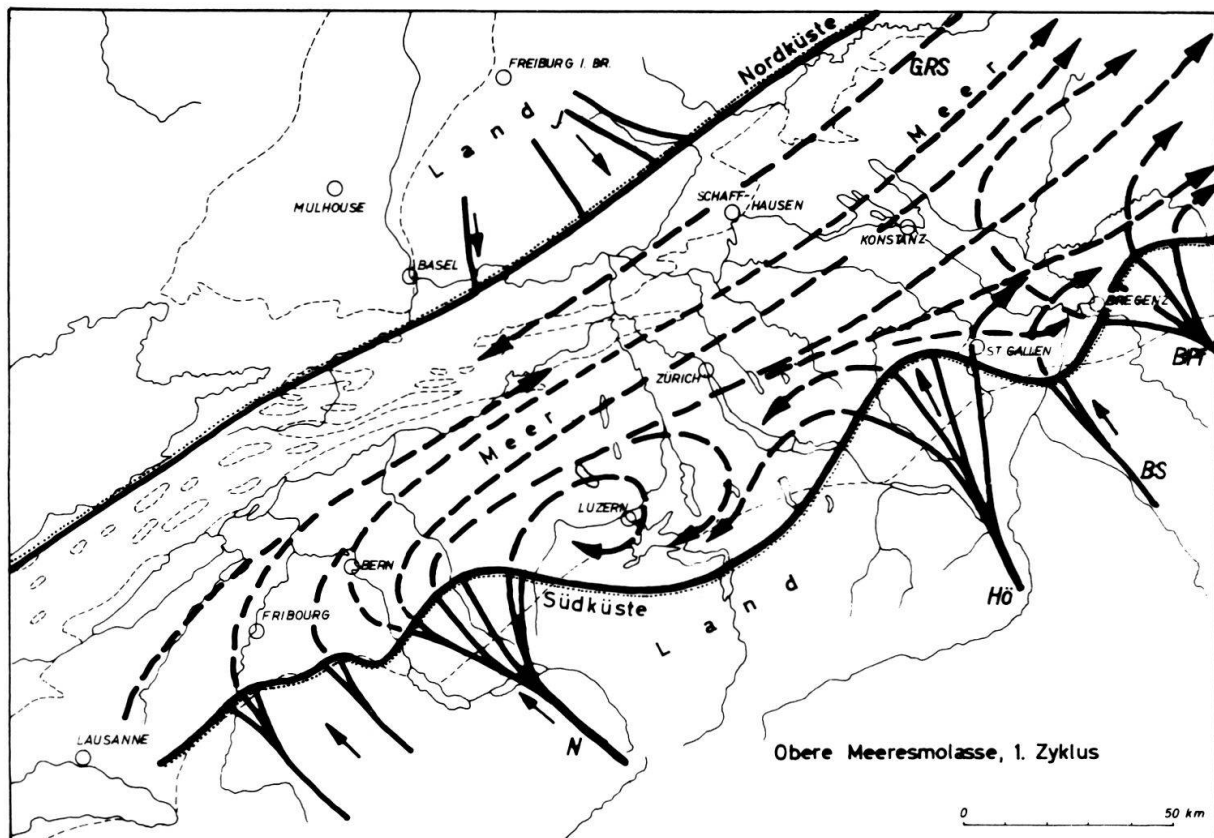 FREIBURG I. BR.
Nordküste
GRS
Meer
Land
MULHOUSE
SCHAFF-
HAUSEN
KONSTANZ
BASEL
BREGENZ
ST GALLEN
BPf
ZÜRICH
Meer
BS
LUZERN
BERN
Südküste
Land
Hö
FRIBOURG
N
LAUSANNE
Obere Meeresmolasse, 1. Zyklus
0 50 km